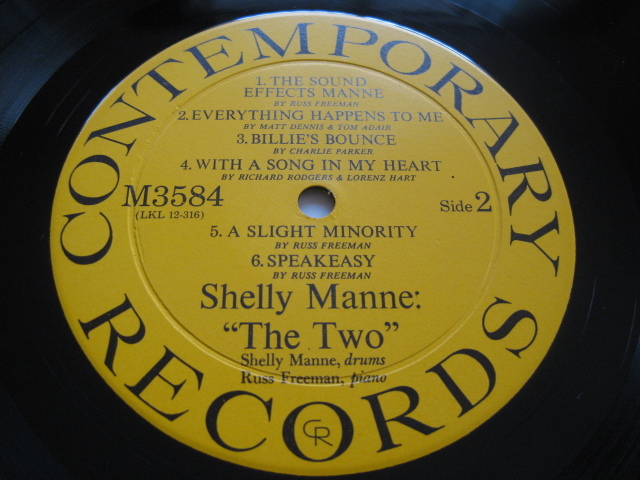 CONTEMPORARY
1. THE SOUND
EFFECTS MANNE
BY RUSS FREEMAN
2. EVERYTHING HAPPENS TO ME
BY MATT DENNIS & TOM ADAIR
3. BILLIE'S BOUNCE
BY CHARLIE PARKER
4. WITH A SONG IN MY HEART
BY RICHARD RODGERS & LORENZ HART
M3584
(LKL 12-316)
Side 2
5. A SLIGHT MINORITY
BY RUSS FREEMAN
6. SPEAKEASY
BY RUSS FREEMAN
Shelly Manne:
"The Two"
Shelly Manne, drums
Russ Freeman, piano
CR
RECORDS